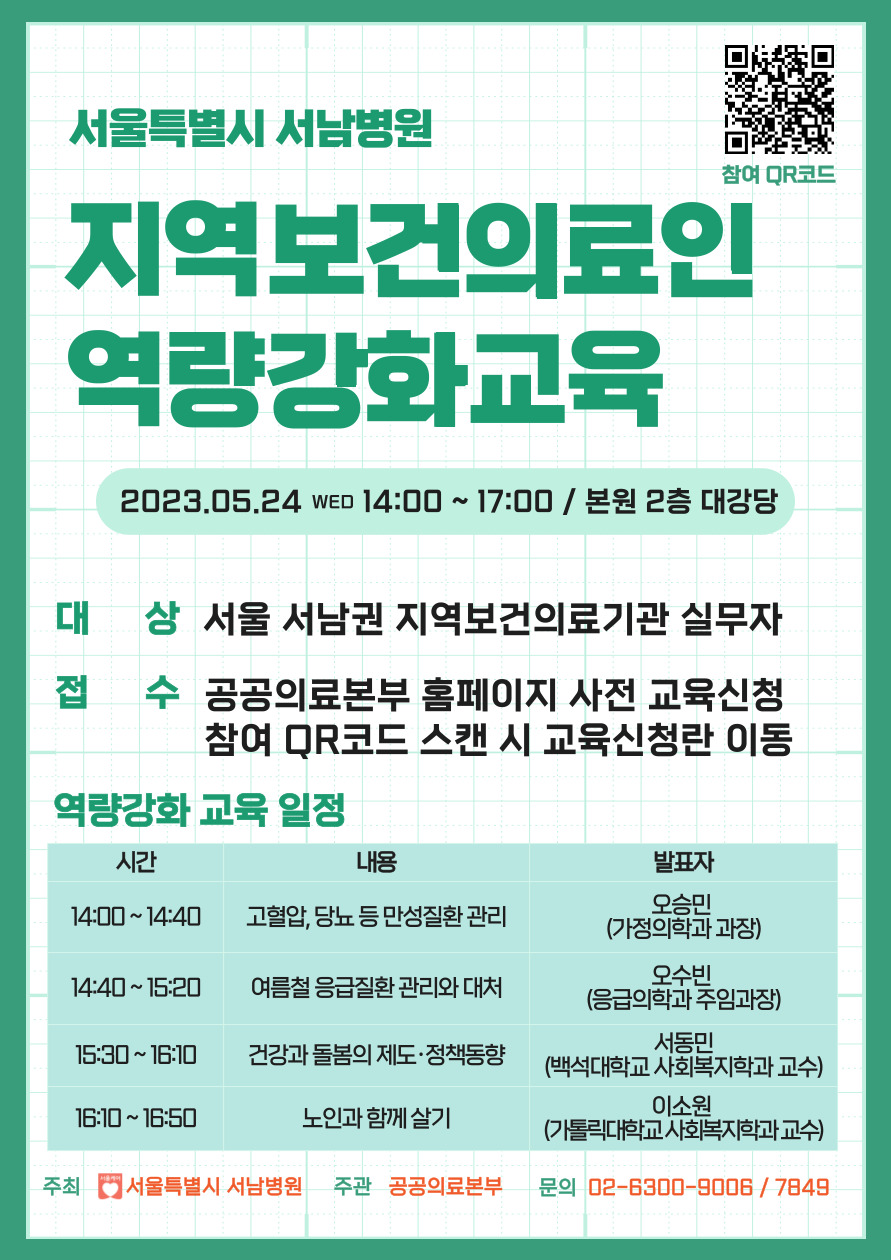 서울특별시 서남병원
참여 QR코드
지역보건의료인
역량강화교육
2023.05.24 WED 14:00 ~ 17:00 / 본원 2층 대강당
대 상 서울 서남권 지역보건의료기관 실무자
접 수 공공의료본부 홈페이지 사전 교육신청
참여 QR코드 스캔 시 교육신청란 이동
역량강화 교육 일정
시간 내용 발표자
14:00 ~ 14:40 고혈압, 당뇨 등 만성질환 관리 오승민
(가정의학과 과장)
14:40 ~ 15:20 여름철 응급질환 관리와 대처 오수빈
(응급의학과 주임과장)
15:30 ~ 16:10 건강과 돌봄의 제도·정책동향 서동민
(백석대학교 사회복지학과 교수)
16:10 ~ 16:50 노인과 함께 살기 이소원
(가톨릭대학교 사회복지학과 교수)
주최 서울케어 서울특별시 서남병원 주관 공공의료본부 문의 02-6300-9006 / 7849